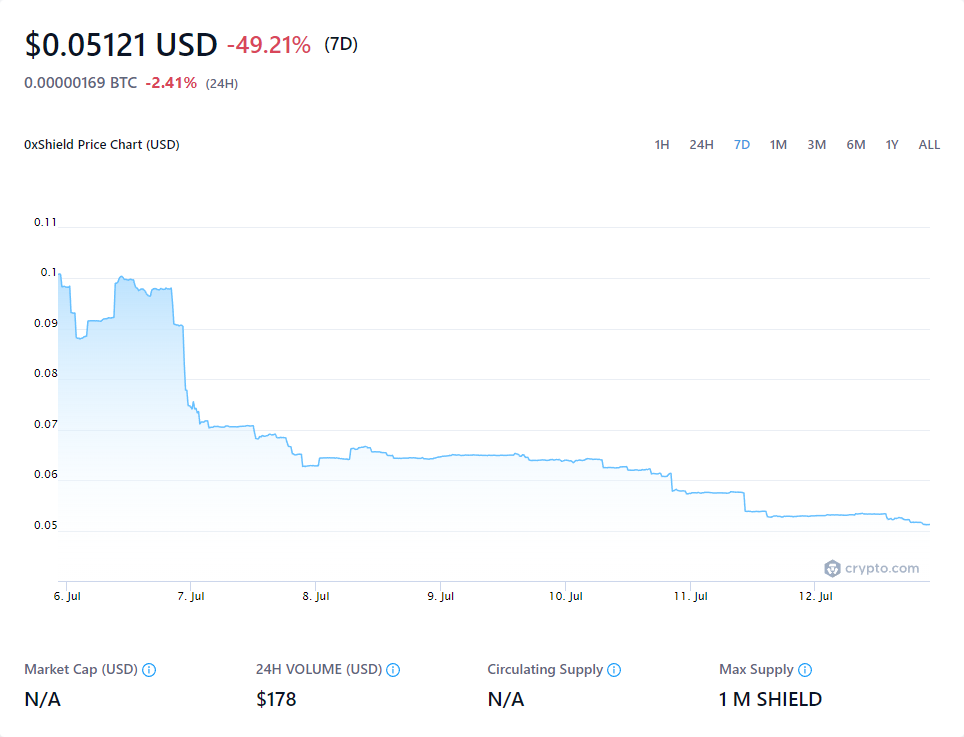 $0.05121 USD -49.21% (7D)
0.00000169 BTC -2.41% (24H)
0xShield Price Chart (USD)
1H 24H 7D 1M 3M 6M 1Y ALL
0.11
0.1
0.09
0.08
0.07
0.06
0.05
crypto.com
6. Jul 7. Jul 8. Jul 9. Jul 10. Jul 11. Jul 12. Jul
Market Cap (USD) 24H VOLUME (USD) Circulating Supply Max Supply
N/A $178 N/A 1 M SHIELD